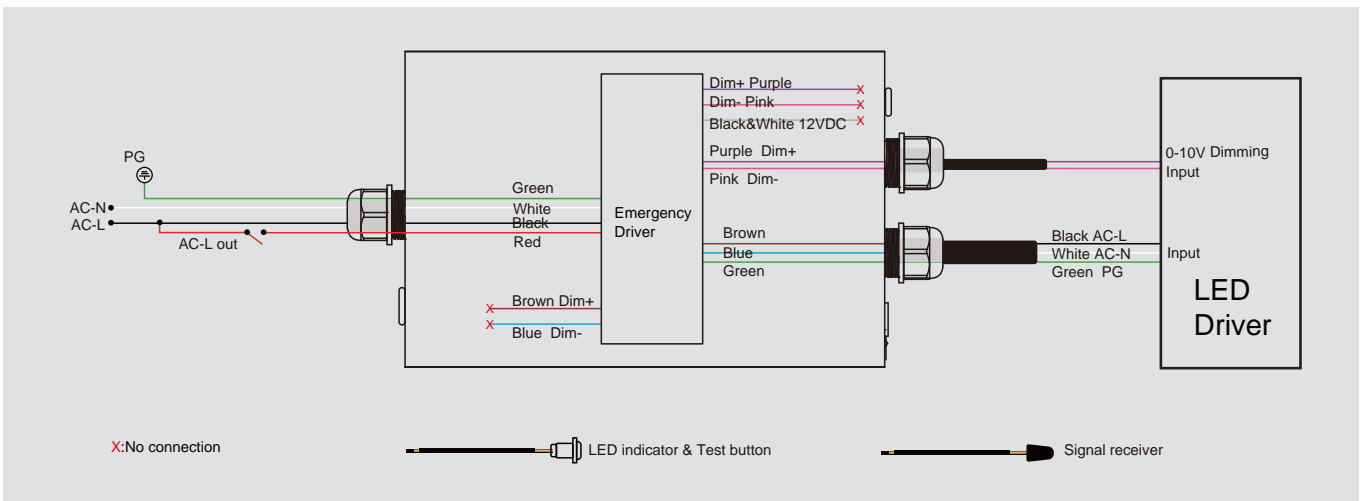 Dim+ Purple
Dim- Pink
Black&White 12VDC
X
X
X
Purple Dim+
Pink Dim-
0-10V Dimming
Input
PG
AC-N
AC-L
AC-L out
Green
White
Black
Red
Emergency
Driver
Brown
Blue
Green
Black AC-L
White AC-N
Green PG
Input
LED
Driver
X
X
Brown Dim+
Blue Dim-
X:No connection
LED indicator & Test button
Signal receiver